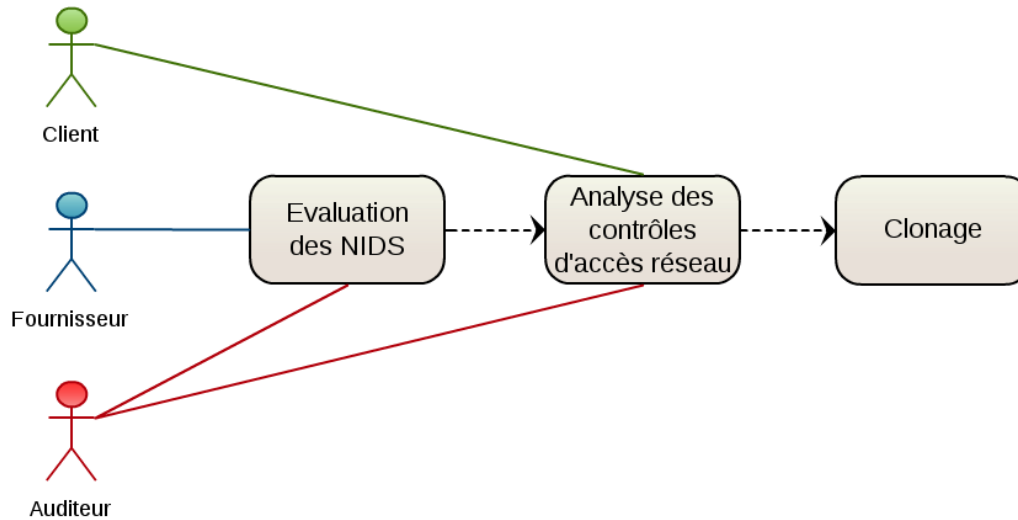 Client
Fournisseur
Auditeur
Evaluation
des NIDS
Analyse des
contrôles
d'accès réseau
Clonage